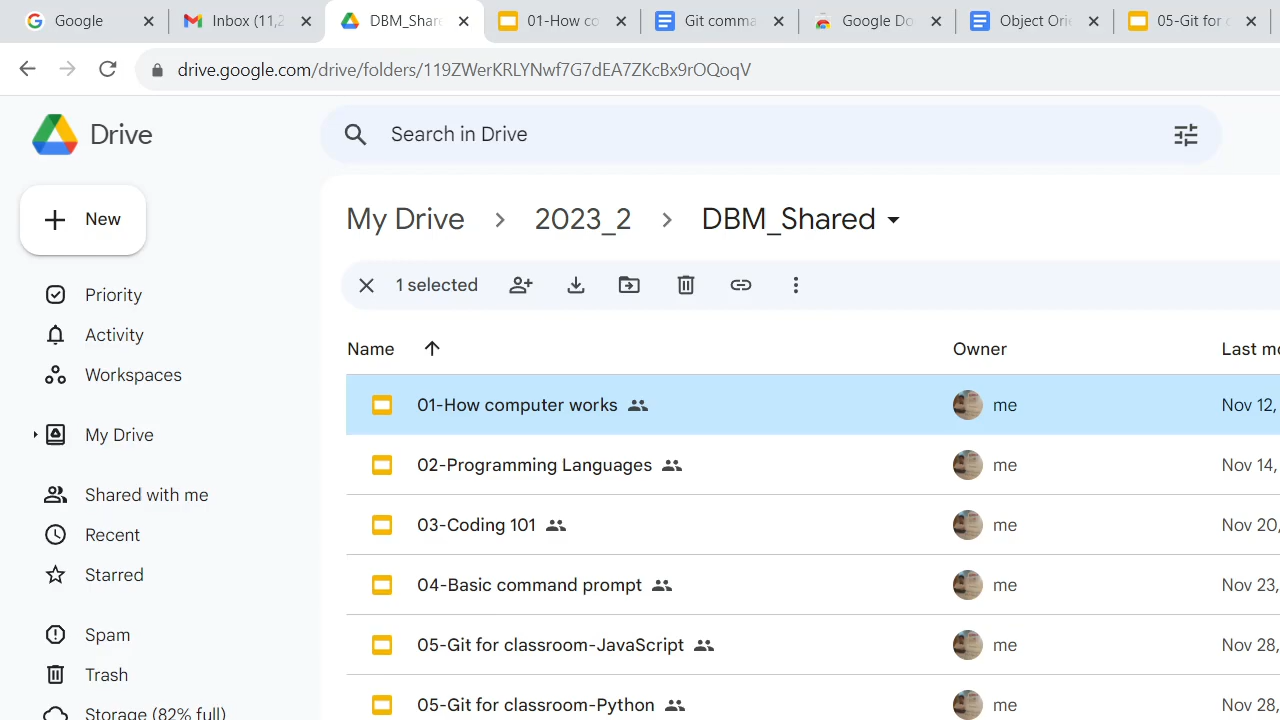 Google Inbox (11,2 DBM_Share 01-How co Git comma Google Do Object Orie 05-Git for c
drive.google.com/drive/folders/119ZWerKRLYNwf7G7dEA7ZKcBx9rOQoqV
Drive Search in Drive
New
My Drive 2023_2 DBM_Shared
1 selected
Priority
Activity
Workspaces
My Drive
Shared with me
Recent
Starred
Spam
Trash
Storage (82% full)
Name Owner Last mo
01-How computer works me Nov 12,
02-Programming Languages me Nov 14,
03-Coding 101 me Nov 20,
04-Basic command prompt me Nov 23,
05-Git for classroom-JavaScript me Nov 28,
05-Git for classroom-Python me Nov 28,